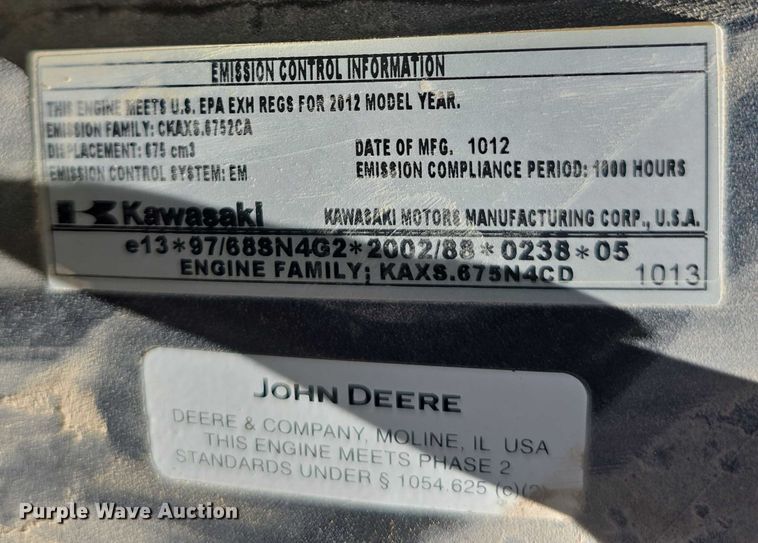 EMISSION CONTROL INFORMATION
THIS ENGINE MEETS U.S. EPA EXH REGS FOR 2012 MODEL YEAR.
EMISSION FAMILY: CKAXS.6752CA
DISPLACEMENT: 675 cm3 DATE OF MFG. 1012
EMISSION CONTROL SYSTEM: EM EMISSION COMPLIANCE PERIOD: 1000 HOURS
Kawasaki KAWASAKI MOTORS MANUFACTURING CORP., U.S.A.
e13*97/68SN4G2*2002/88*0238*05
ENGINE FAMILY; KAXS.675N4CD 1013
JOHN DEERE
DEERE & COMPANY, MOLINE, IL USA
THIS ENGINE MEETS PHASE 2
STANDARDS UNDER § 1054.625 (c)(2)
Purple Wave Auction